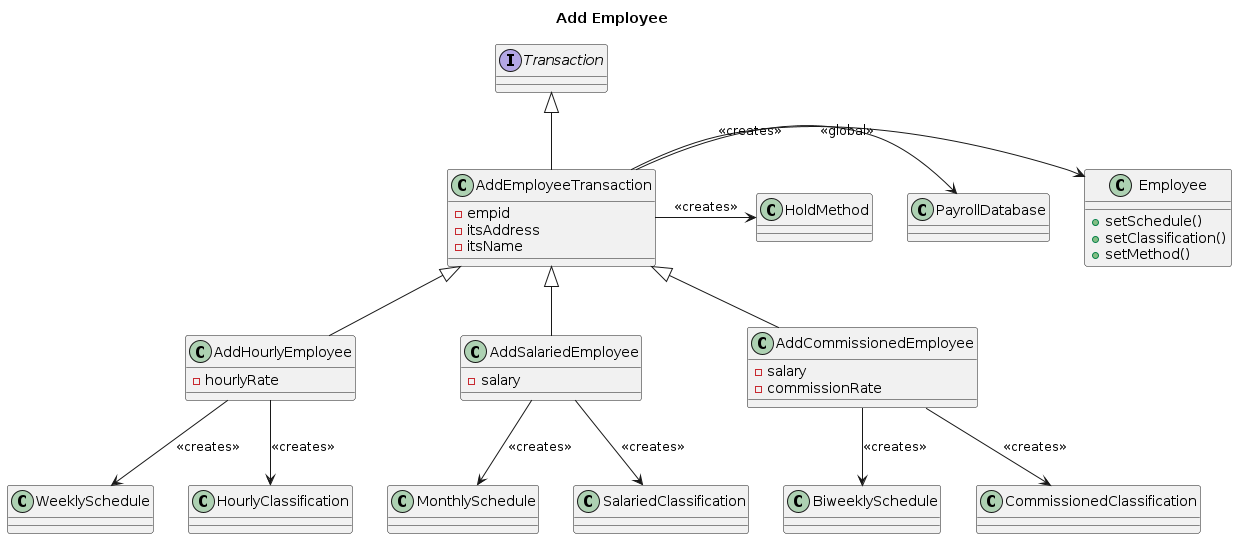 Add Employee
I Transaction
«creates»
«global»
C AddEmployeeTransaction
empid
itsAddress
itsName
«creates»
C HoldMethod
C PayrollDatabase
C Employee
setSchedule()
setClassification()
setMethod()
C AddHourlyEmployee
hourlyRate
C AddSalariedEmployee
salary
C AddCommissionedEmployee
salary
commissionRate
«creates»
«creates»
«creates»
«creates»
«creates»
«creates»
C WeeklySchedule
C HourlyClassification
C MonthlySchedule
C SalariedClassification
C BiweeklySchedule
C CommissionedClassification